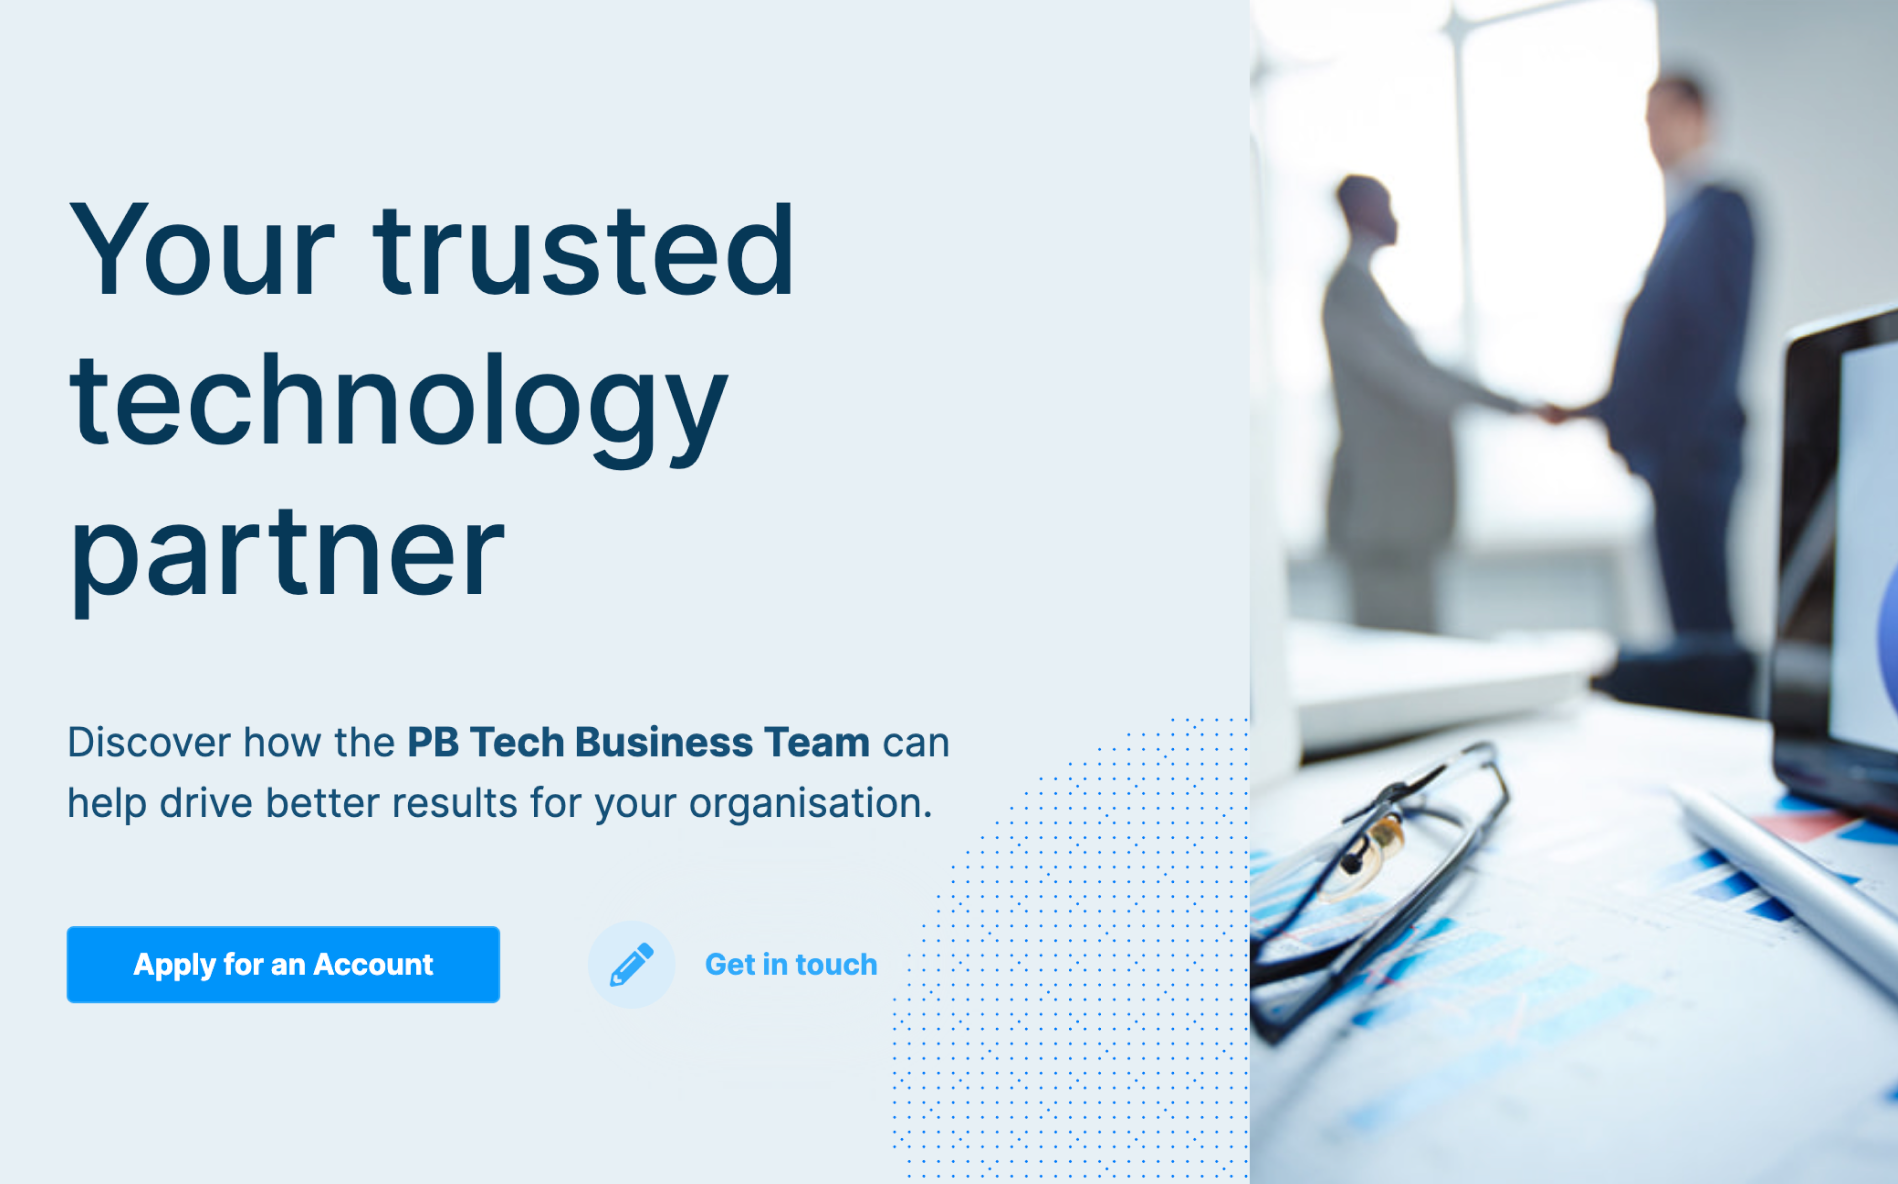 Your trusted
technology
partner
Discover how the PB Tech Business Team can
help drive better results for your organisation.
Apply for an Account
Get in touch